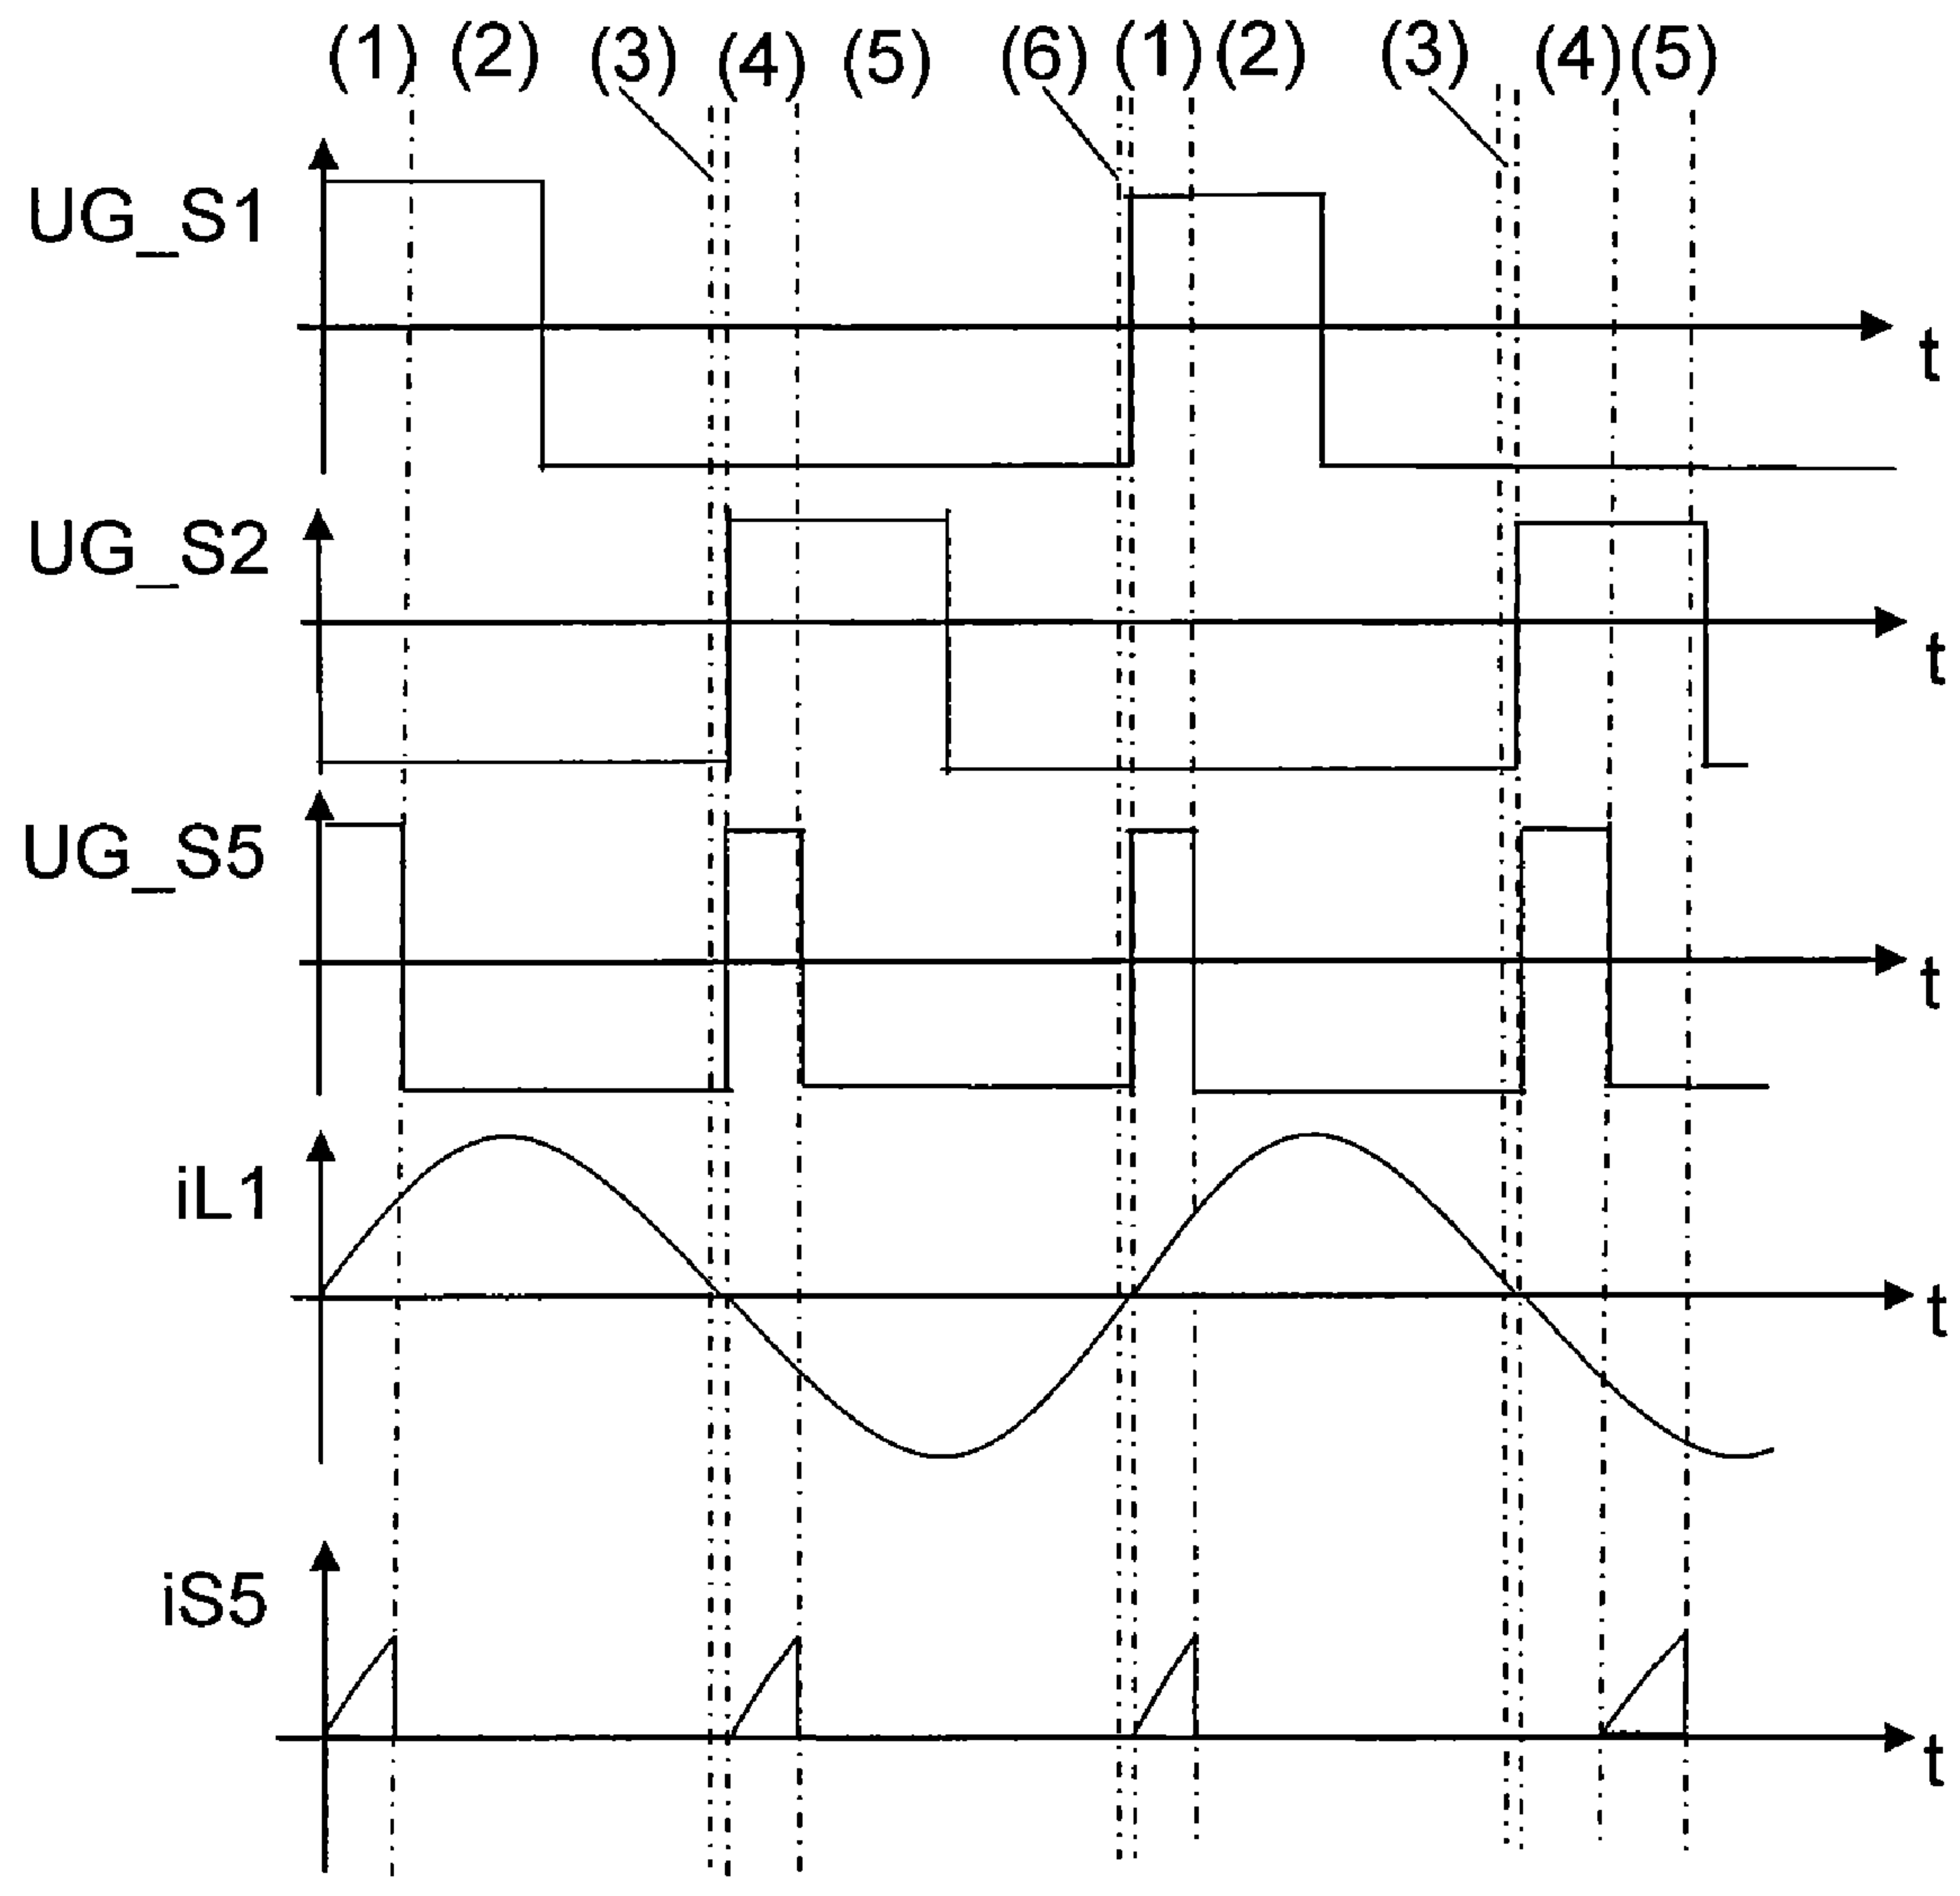 (1) (2) (3) (4) (5) (6) (1) (2) (3) (4) (5)
UG_S1
t
UG_S2
t
UG_S5
t
iL1
t
iS5
t